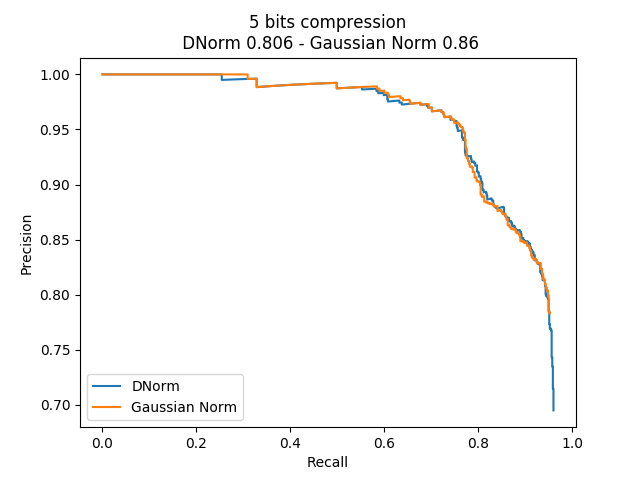 5 bits compression
DNorm 0.806 - Gaussian Norm 0.86
1.00
0.95
0.90
0.85
0.80
0.75
0.70
Precision
DNorm
Gaussian Norm
0.0 0.2 0.4 0.6 0.8 1.0
Recall